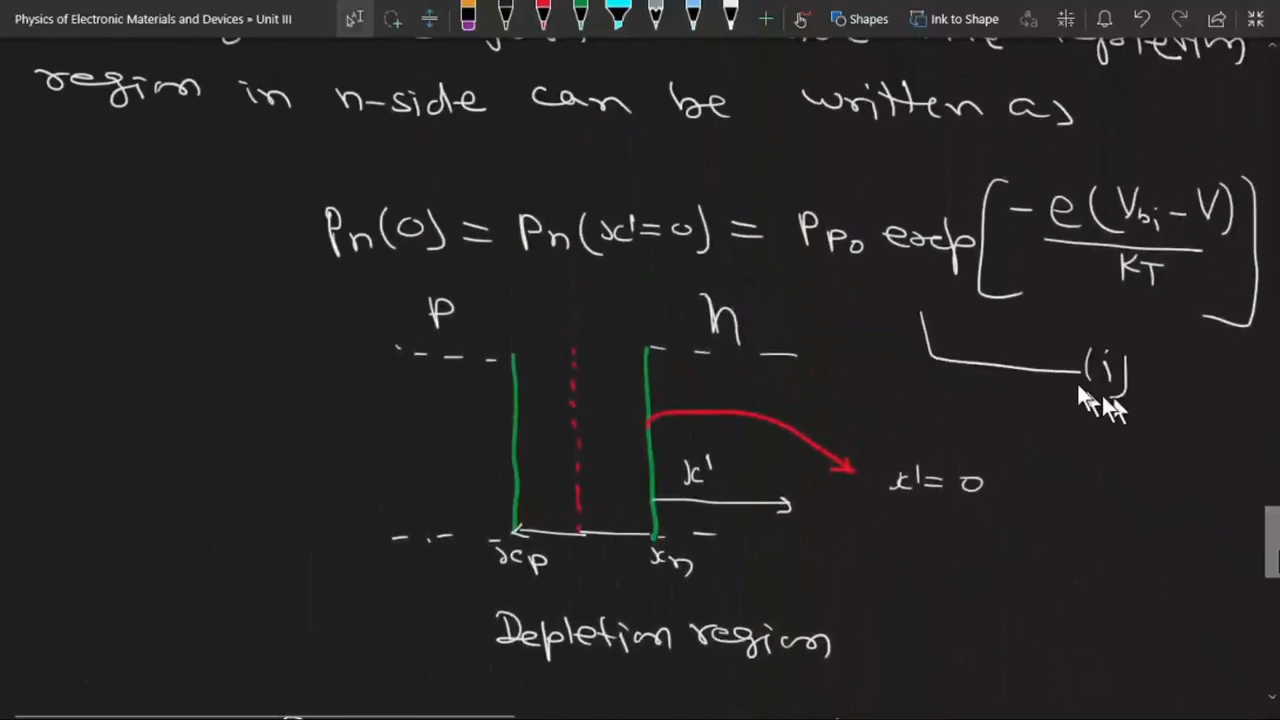 Physics of Electronic Materials and Devices » Unit III
Shapes
Ink to Shape
region in n-side can be written as
Pn(0) = Pn(x'=0) = Ppo exp[-e(Vbi-V)/KT]
(i)
P
n
x'
x'= 0
xp
xn
Depletion region